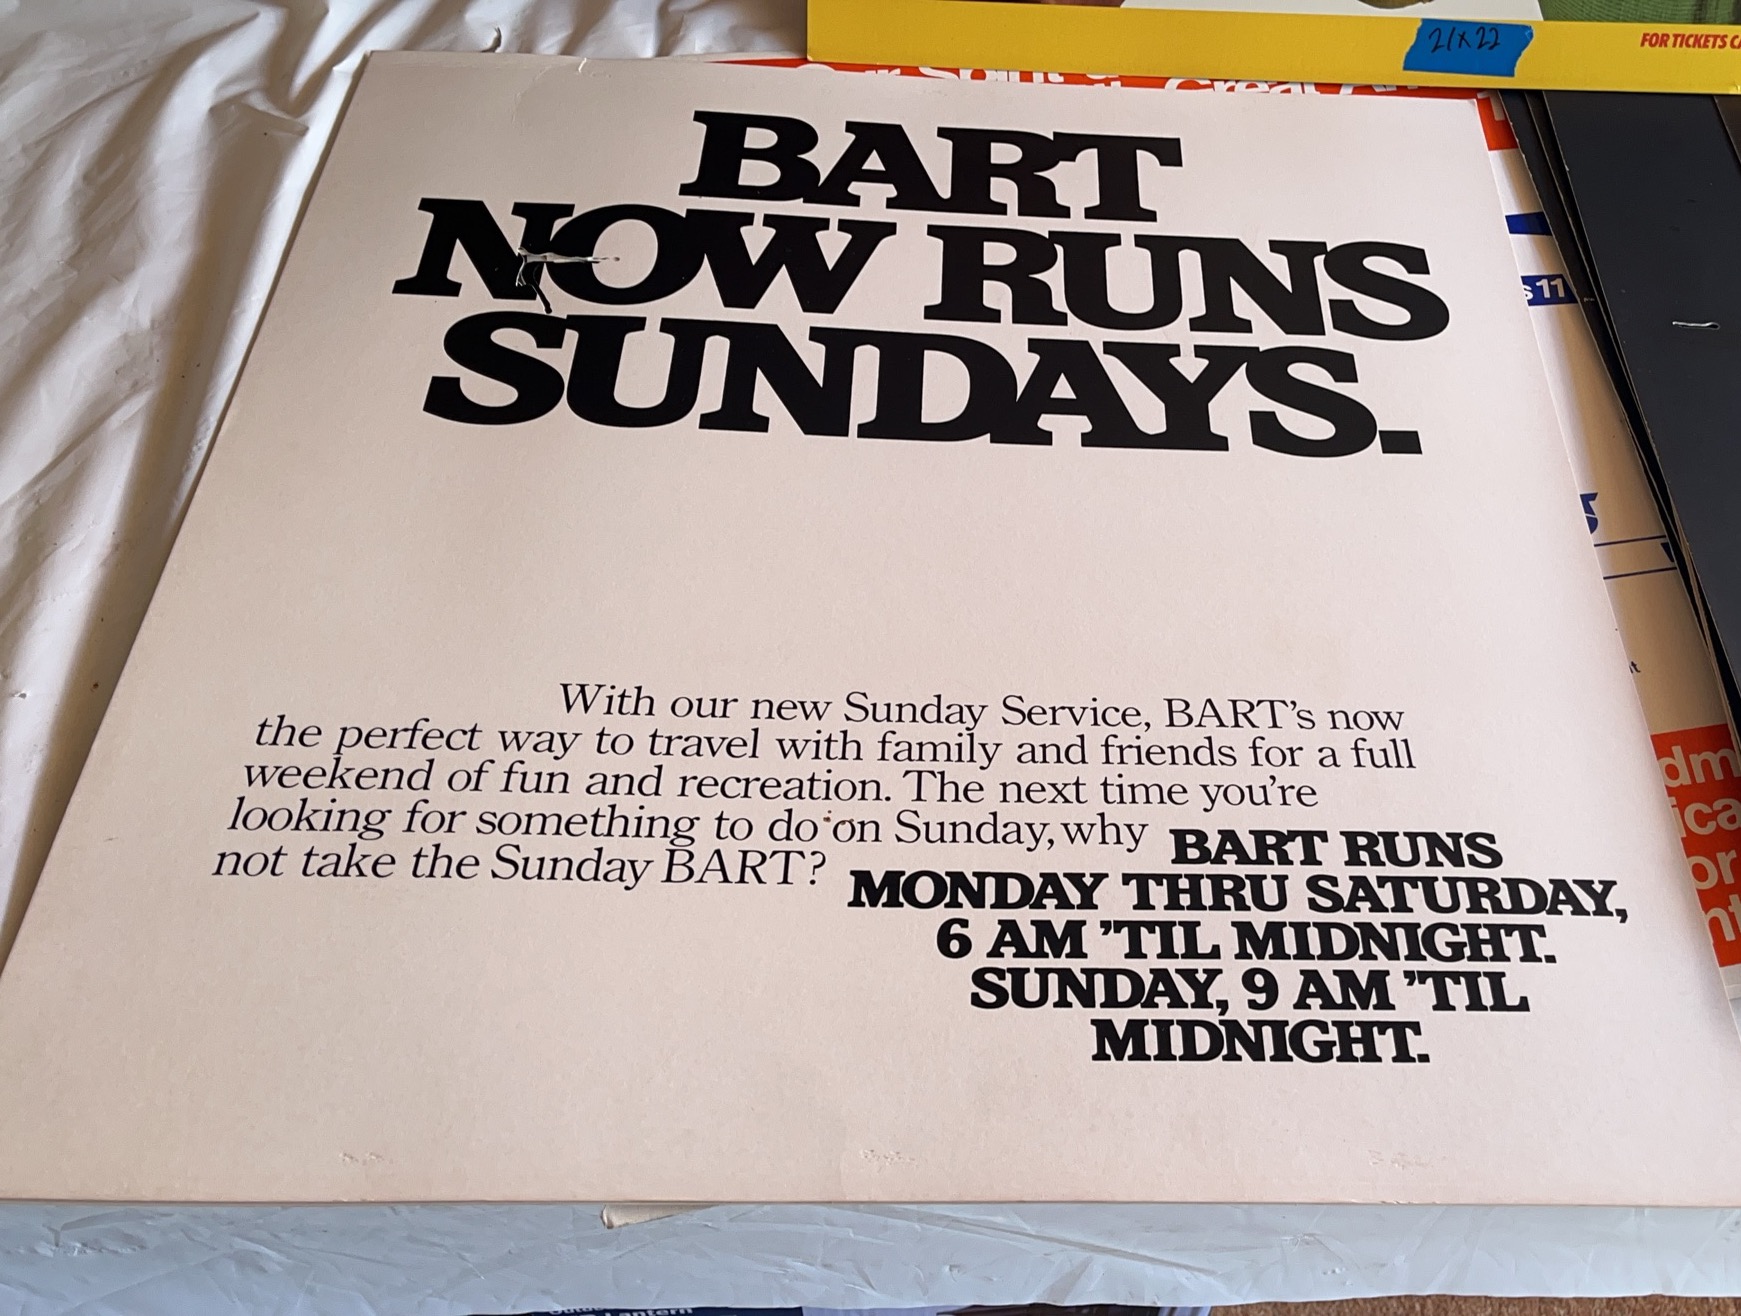 21x22
FOR TICKETS
BART
NOW RUNS
SUNDAYS.
11
With our new Sunday Service, BART's now
the perfect way to travel with family and friends for a full
weekend of fun and recreation. The next time you're
looking for something to do on Sunday, why
not take the Sunday BART?
BART RUNS
MONDAY THRU SATURDAY,
6 AM 'TIL MIDNIGHT.
SUNDAY, 9 AM 'TIL
MIDNIGHT.
Lantern